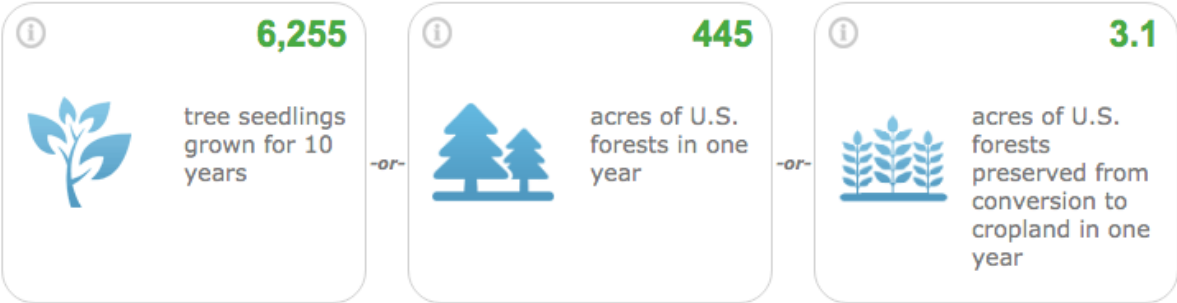 6,255
tree seedlings
grown for 10
years
-or-
445
acres of U.S.
forests in one
year
-or-
3.1
acres of U.S.
forests
preserved from
conversion to
cropland in one
year